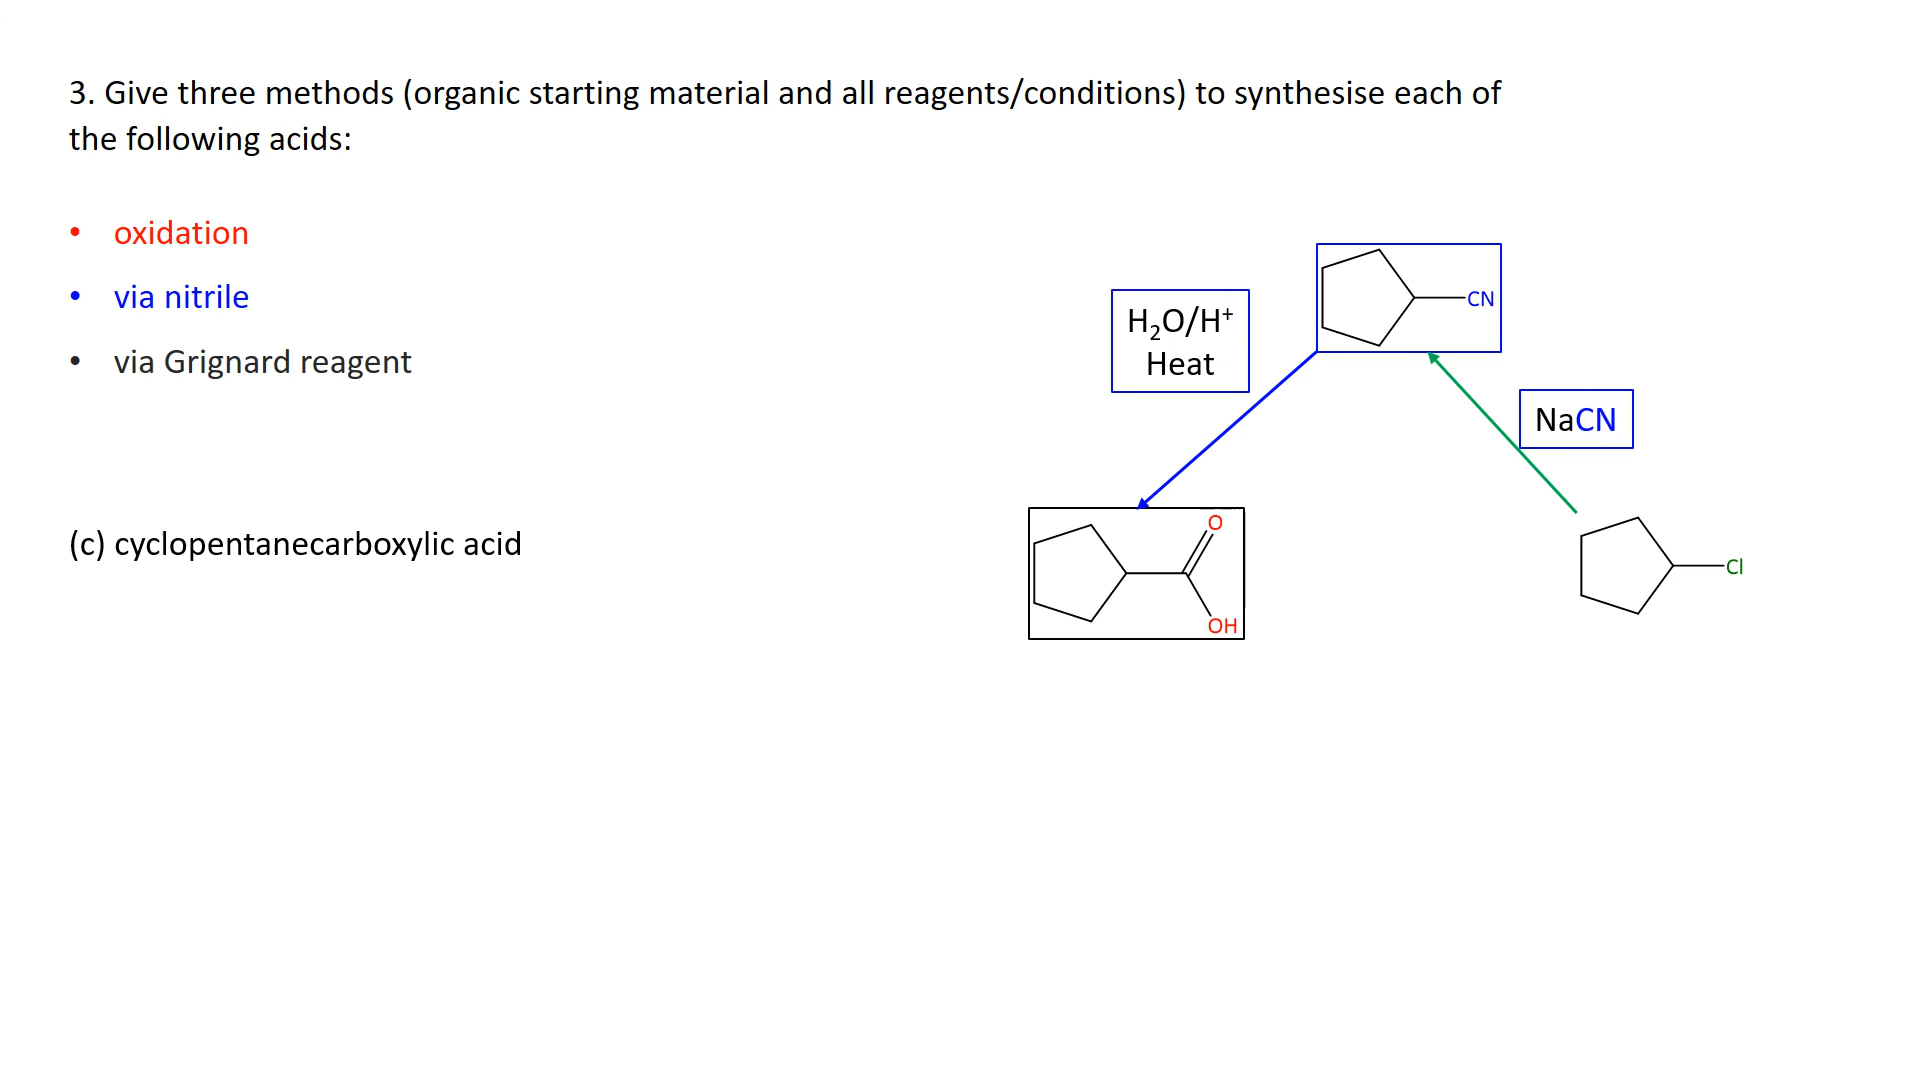 3. Give three methods (organic starting material and all reagents/conditions) to synthesise each of
the following acids:
• oxidation
• via nitrile
• via Grignard reagent
H₂O/H⁺
Heat
CN
NaCN
(c) cyclopentanecarboxylic acid
O
OH
Cl